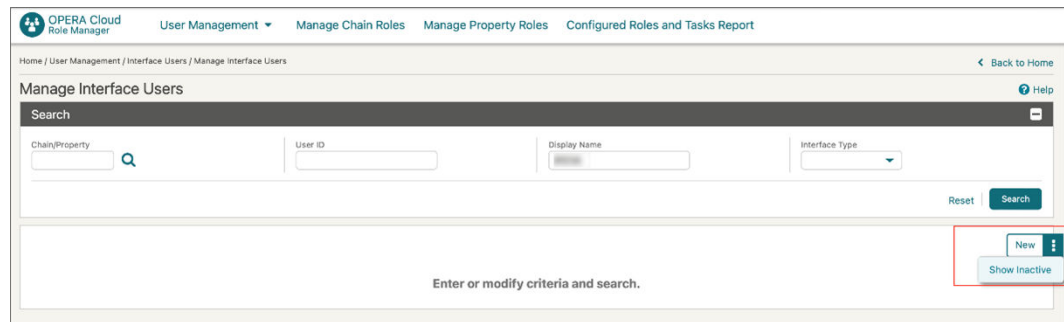 OPERA Cloud
Role Manager
User Management Manage Chain Roles Manage Property Roles Configured Roles and Tasks Report
Home / User Management / Interface Users / Manage Interface Users
Back to Home
Manage Interface Users
Help
Search
Chain/Property User ID Display Name Interface Type
Reset Search
New
Show Inactive
Enter or modify criteria and search.